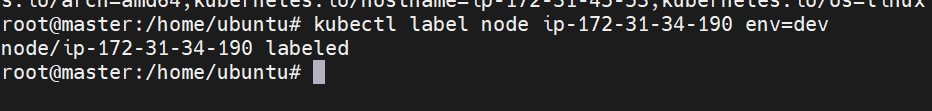 s.io/arch=amd64,kubernetes.io/hostname=ip-172-31-45-53,kubernetes.io/os=linux
root@master:/home/ubuntu# kubectl label node ip-172-31-34-190 env=dev
node/ip-172-31-34-190 labeled
root@master:/home/ubuntu#